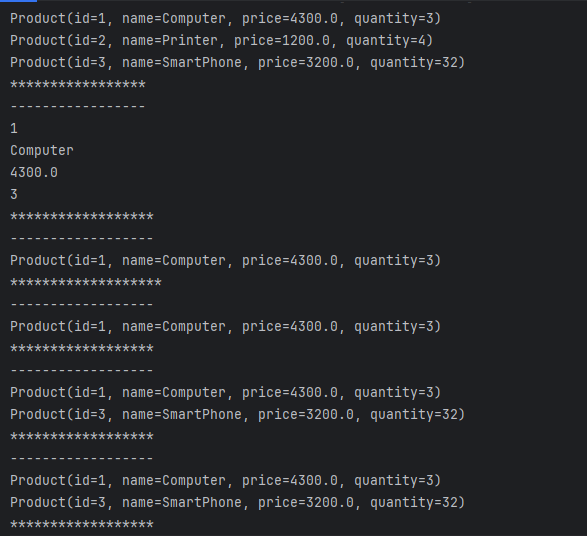 Product(id=1, name=Computer, price=4300.0, quantity=3)
Product(id=2, name=Printer, price=1200.0, quantity=4)
Product(id=3, name=SmartPhone, price=3200.0, quantity=32)
*****************
-----------------
1
Computer
4300.0
3
******************
------------------
Product(id=1, name=Computer, price=4300.0, quantity=3)
*******************
------------------
Product(id=1, name=Computer, price=4300.0, quantity=3)
******************
------------------
Product(id=1, name=Computer, price=4300.0, quantity=3)
Product(id=3, name=SmartPhone, price=3200.0, quantity=32)
******************
------------------
Product(id=1, name=Computer, price=4300.0, quantity=3)
Product(id=3, name=SmartPhone, price=3200.0, quantity=32)
******************